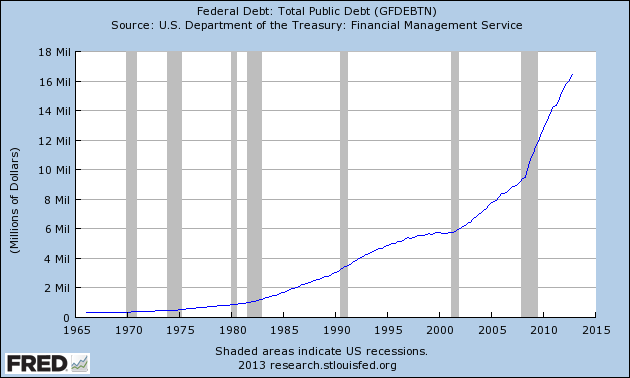 Federal Debt: Total Public Debt (GFDEBTN)
Source: U.S. Department of the Treasury: Financial Management Service
18 Mil
16 Mil
14 Mil
12 Mil
10 Mil
8 Mil
6 Mil
4 Mil
2 Mil
0
(Millions of Dollars)
1965 1970 1975 1980 1985 1990 1995 2000 2005 2010 2015
Shaded areas indicate US recessions.
2013 research.stlouisfed.org
FRED